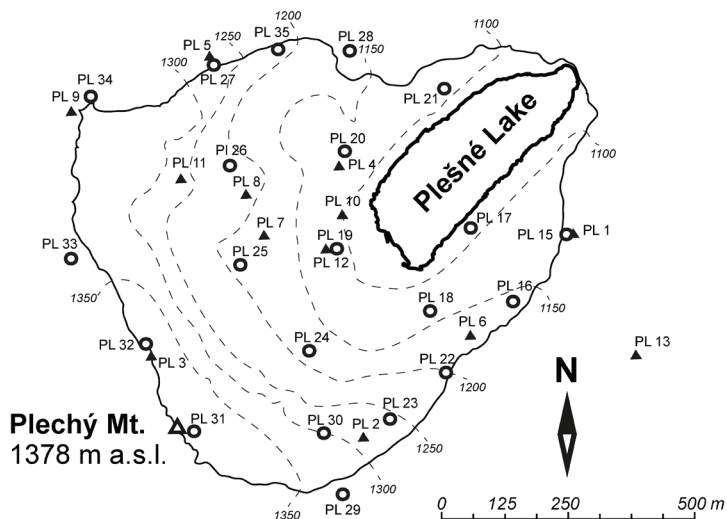 1200
PL 35
PL 28
1100
PL 5
1250
1150
1300
PL 27
PL 34
PL 9
PL 21
Plešné Lake
1100
PL 20
PL 4
Pl 26
PL 11
PL 8
PL 10
PL 7
PL 17
PL 15
PL 1
PL 19
PL 12
PL 33
PL 25
1350
PL 16
1150
PL 18
PL 6
PL 24
PL 32
PL 3
PL 13
PL 22
1200
N
Plechý Mt.
1378 m a.s.l.
PL 31
PL 30
PL 2
PL 23
1250
1300
1350
PL 29
0 125 250 500 m